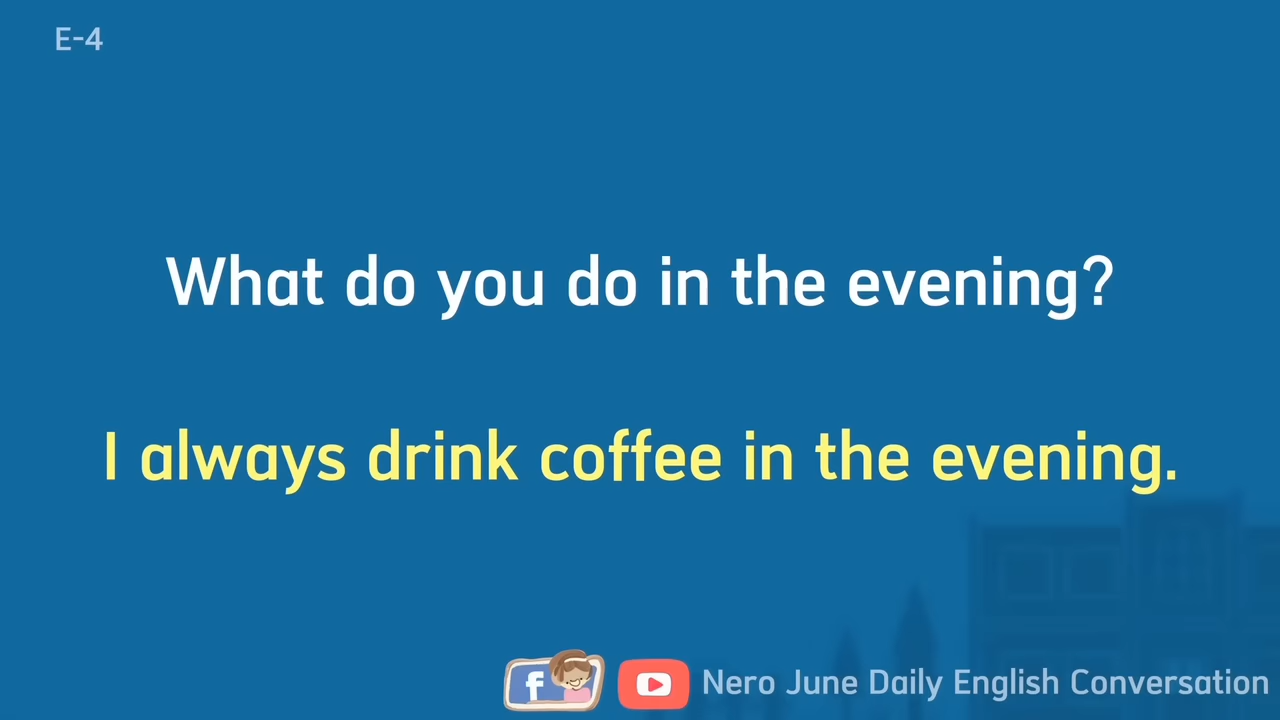 E-4
What do you do in the evening?
I always drink coffee in the evening.
f Nero June Daily English Conversation